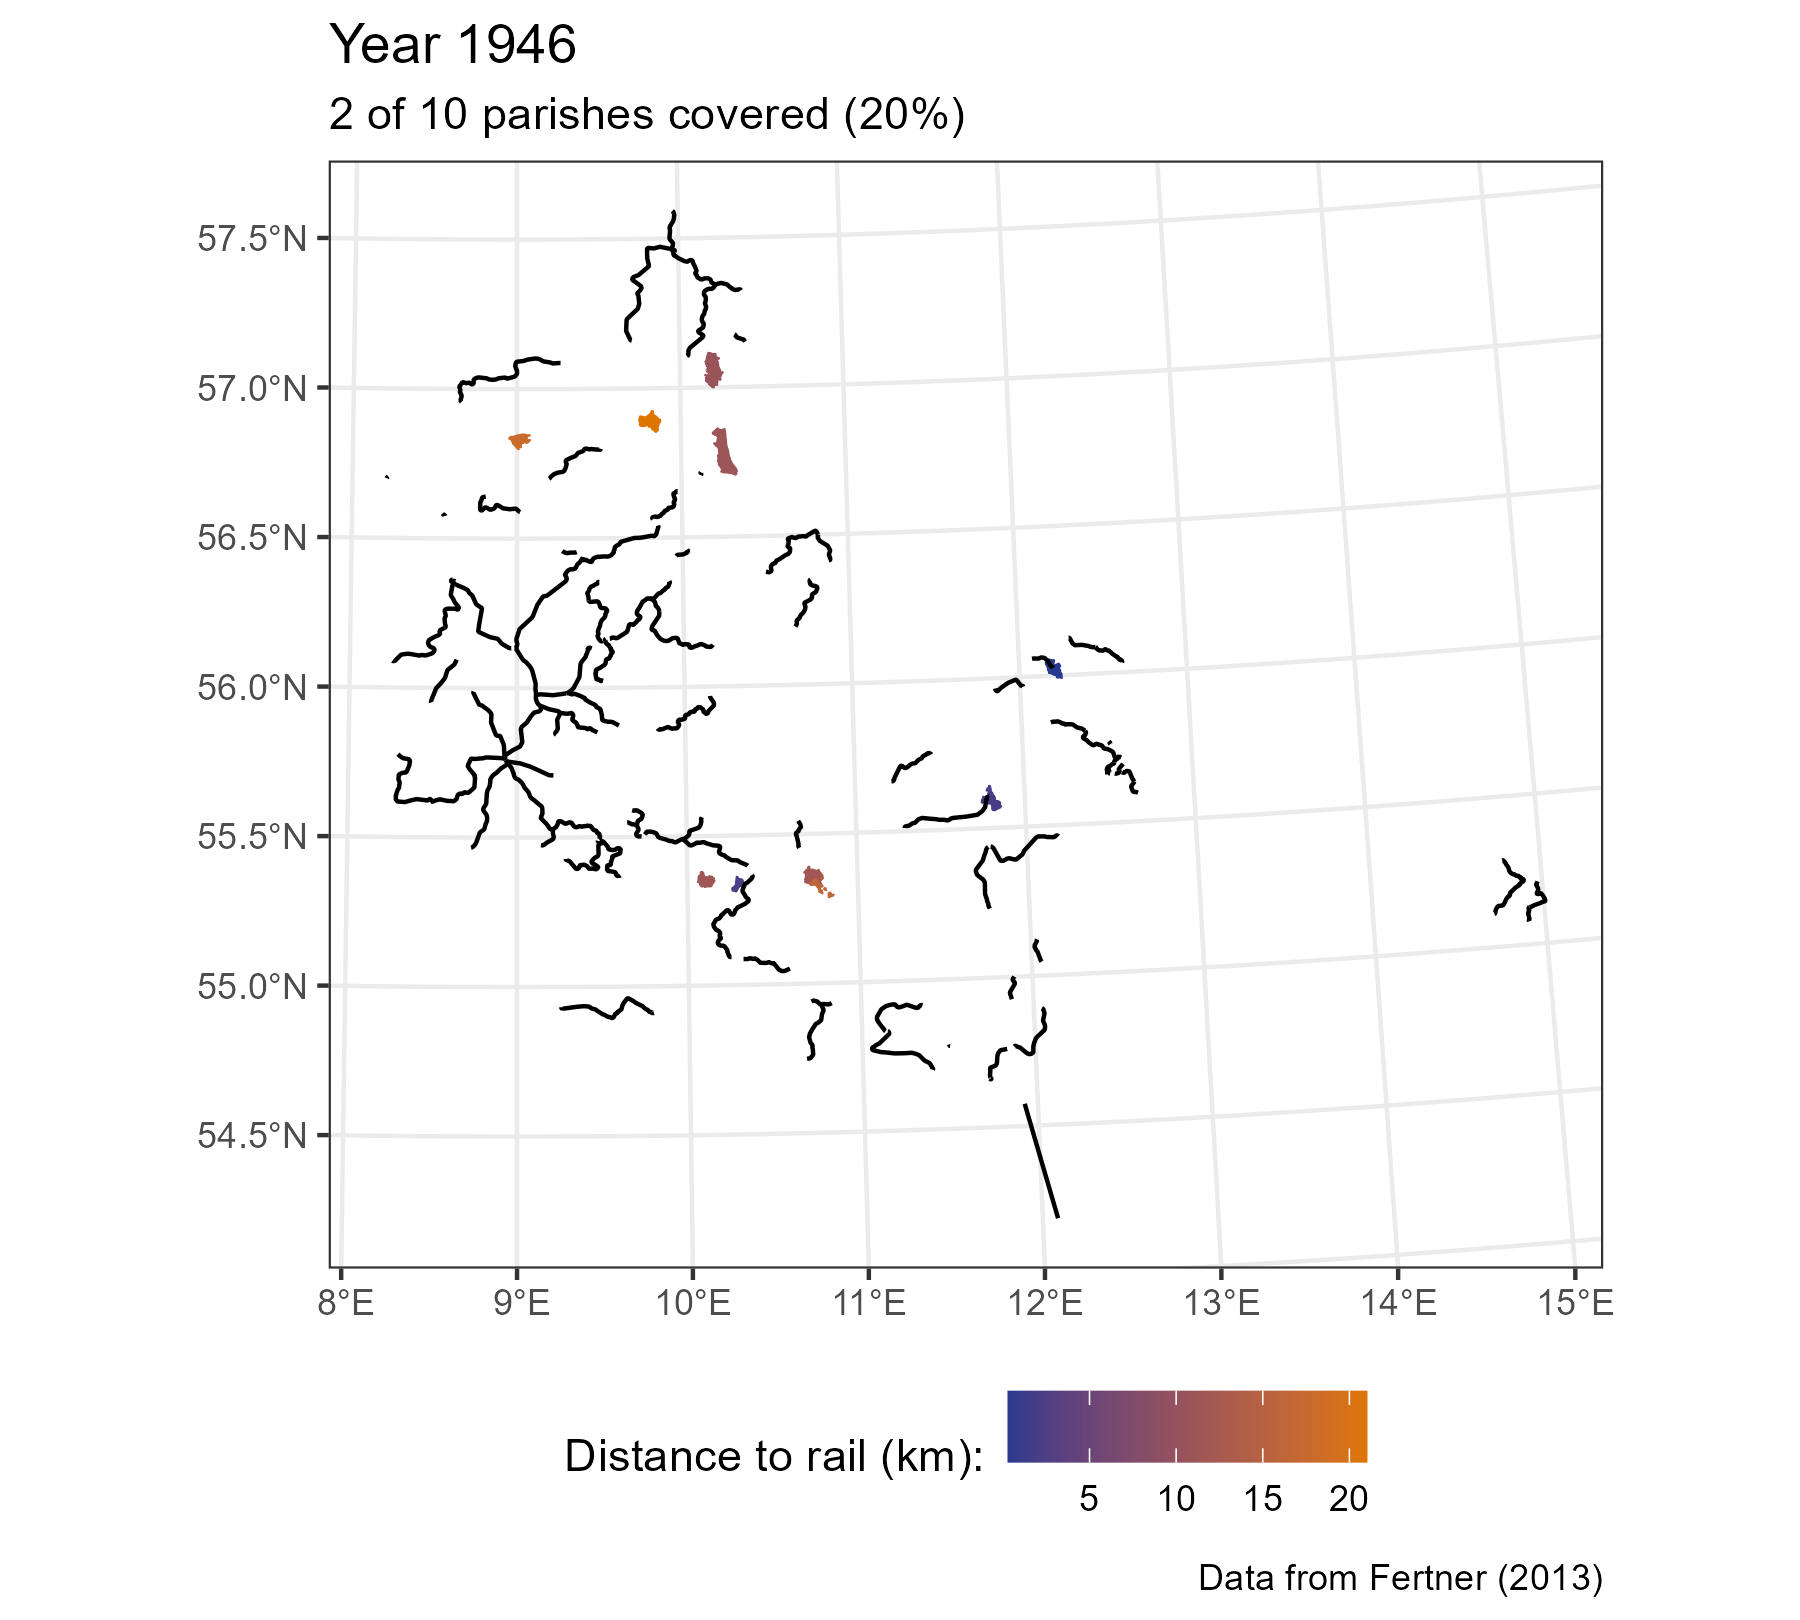 Year 1946
2 of 10 parishes covered (20%)
57.5°N
57.0°N
56.5°N
56.0°N
55.5°N
55.0°N
54.5°N
8°E 9°E 10°E 11°E 12°E 13°E 14°E 15°E
Distance to rail (km):
5 10 15 20
Data from Fertner (2013)